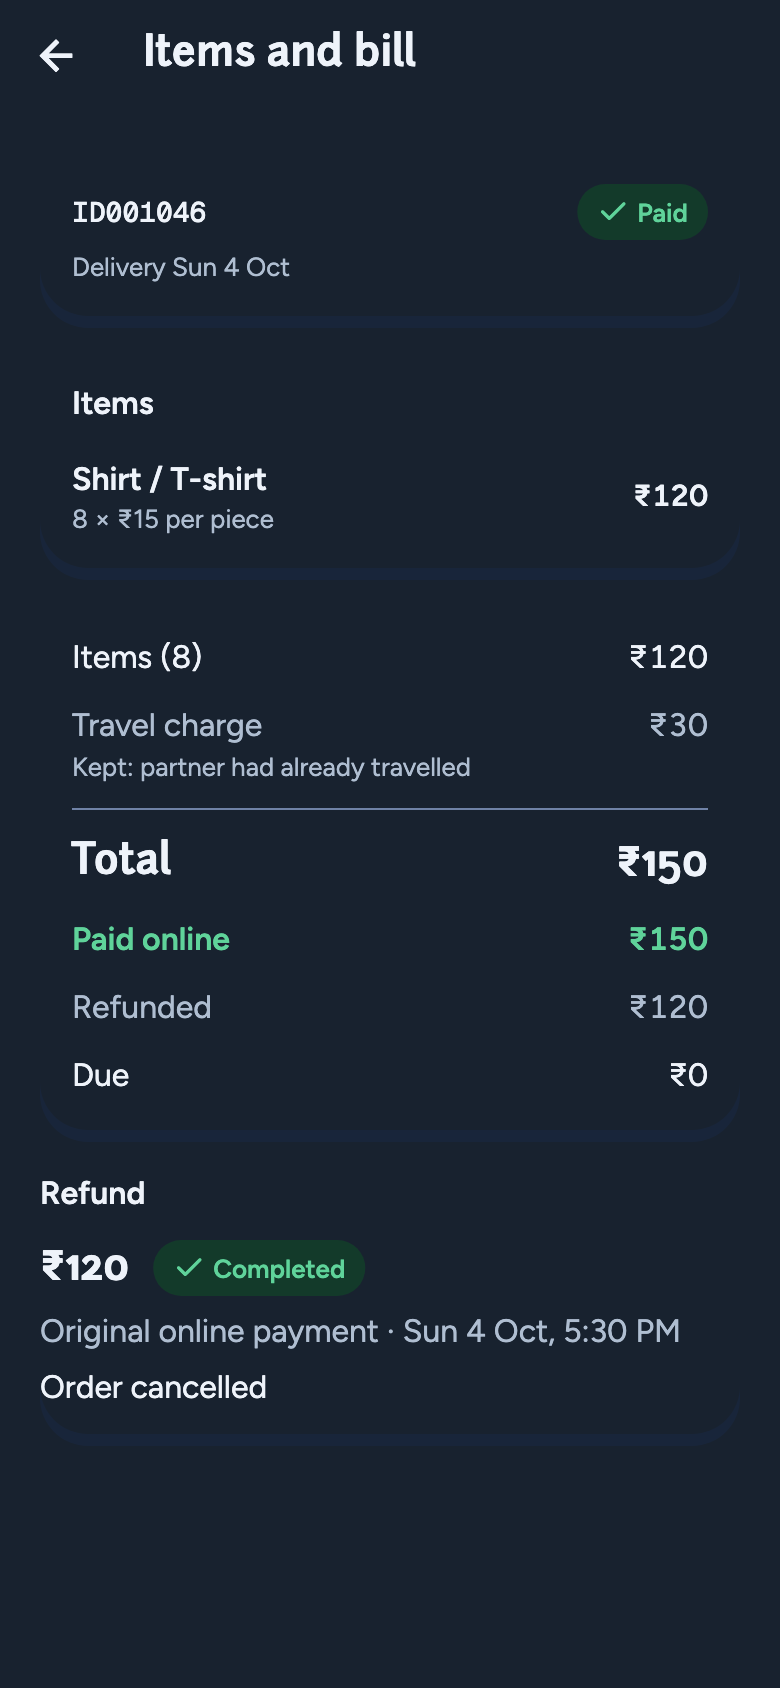 Items and bill
ID001046
Paid
Delivery Sun 4 Oct
Items
Shirt / T-shirt
₹120
8 × ₹15 per piece
Items (8) ₹120
Travel charge ₹30
Kept: partner had already travelled
Total ₹150
Paid online ₹150
Refunded ₹120
Due ₹0
Refund
₹120 Completed
Original online payment · Sun 4 Oct, 5:30 PM
Order cancelled